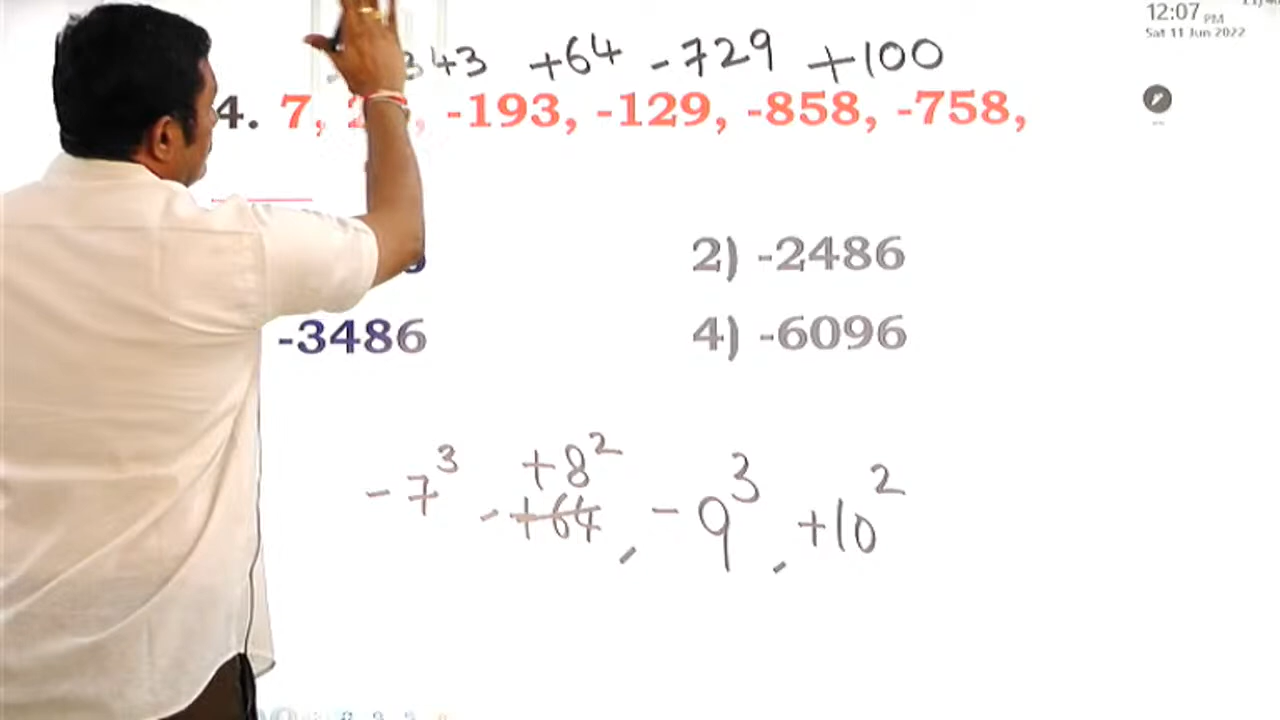 12:07 PM
Sat 11 Jun 2022
343 +64 -729 +100
4. 7, -193, -129, -858, -758,
2) -2486
-3486 4) -6096
-7³ +8²
+64 , -9³ , +10²